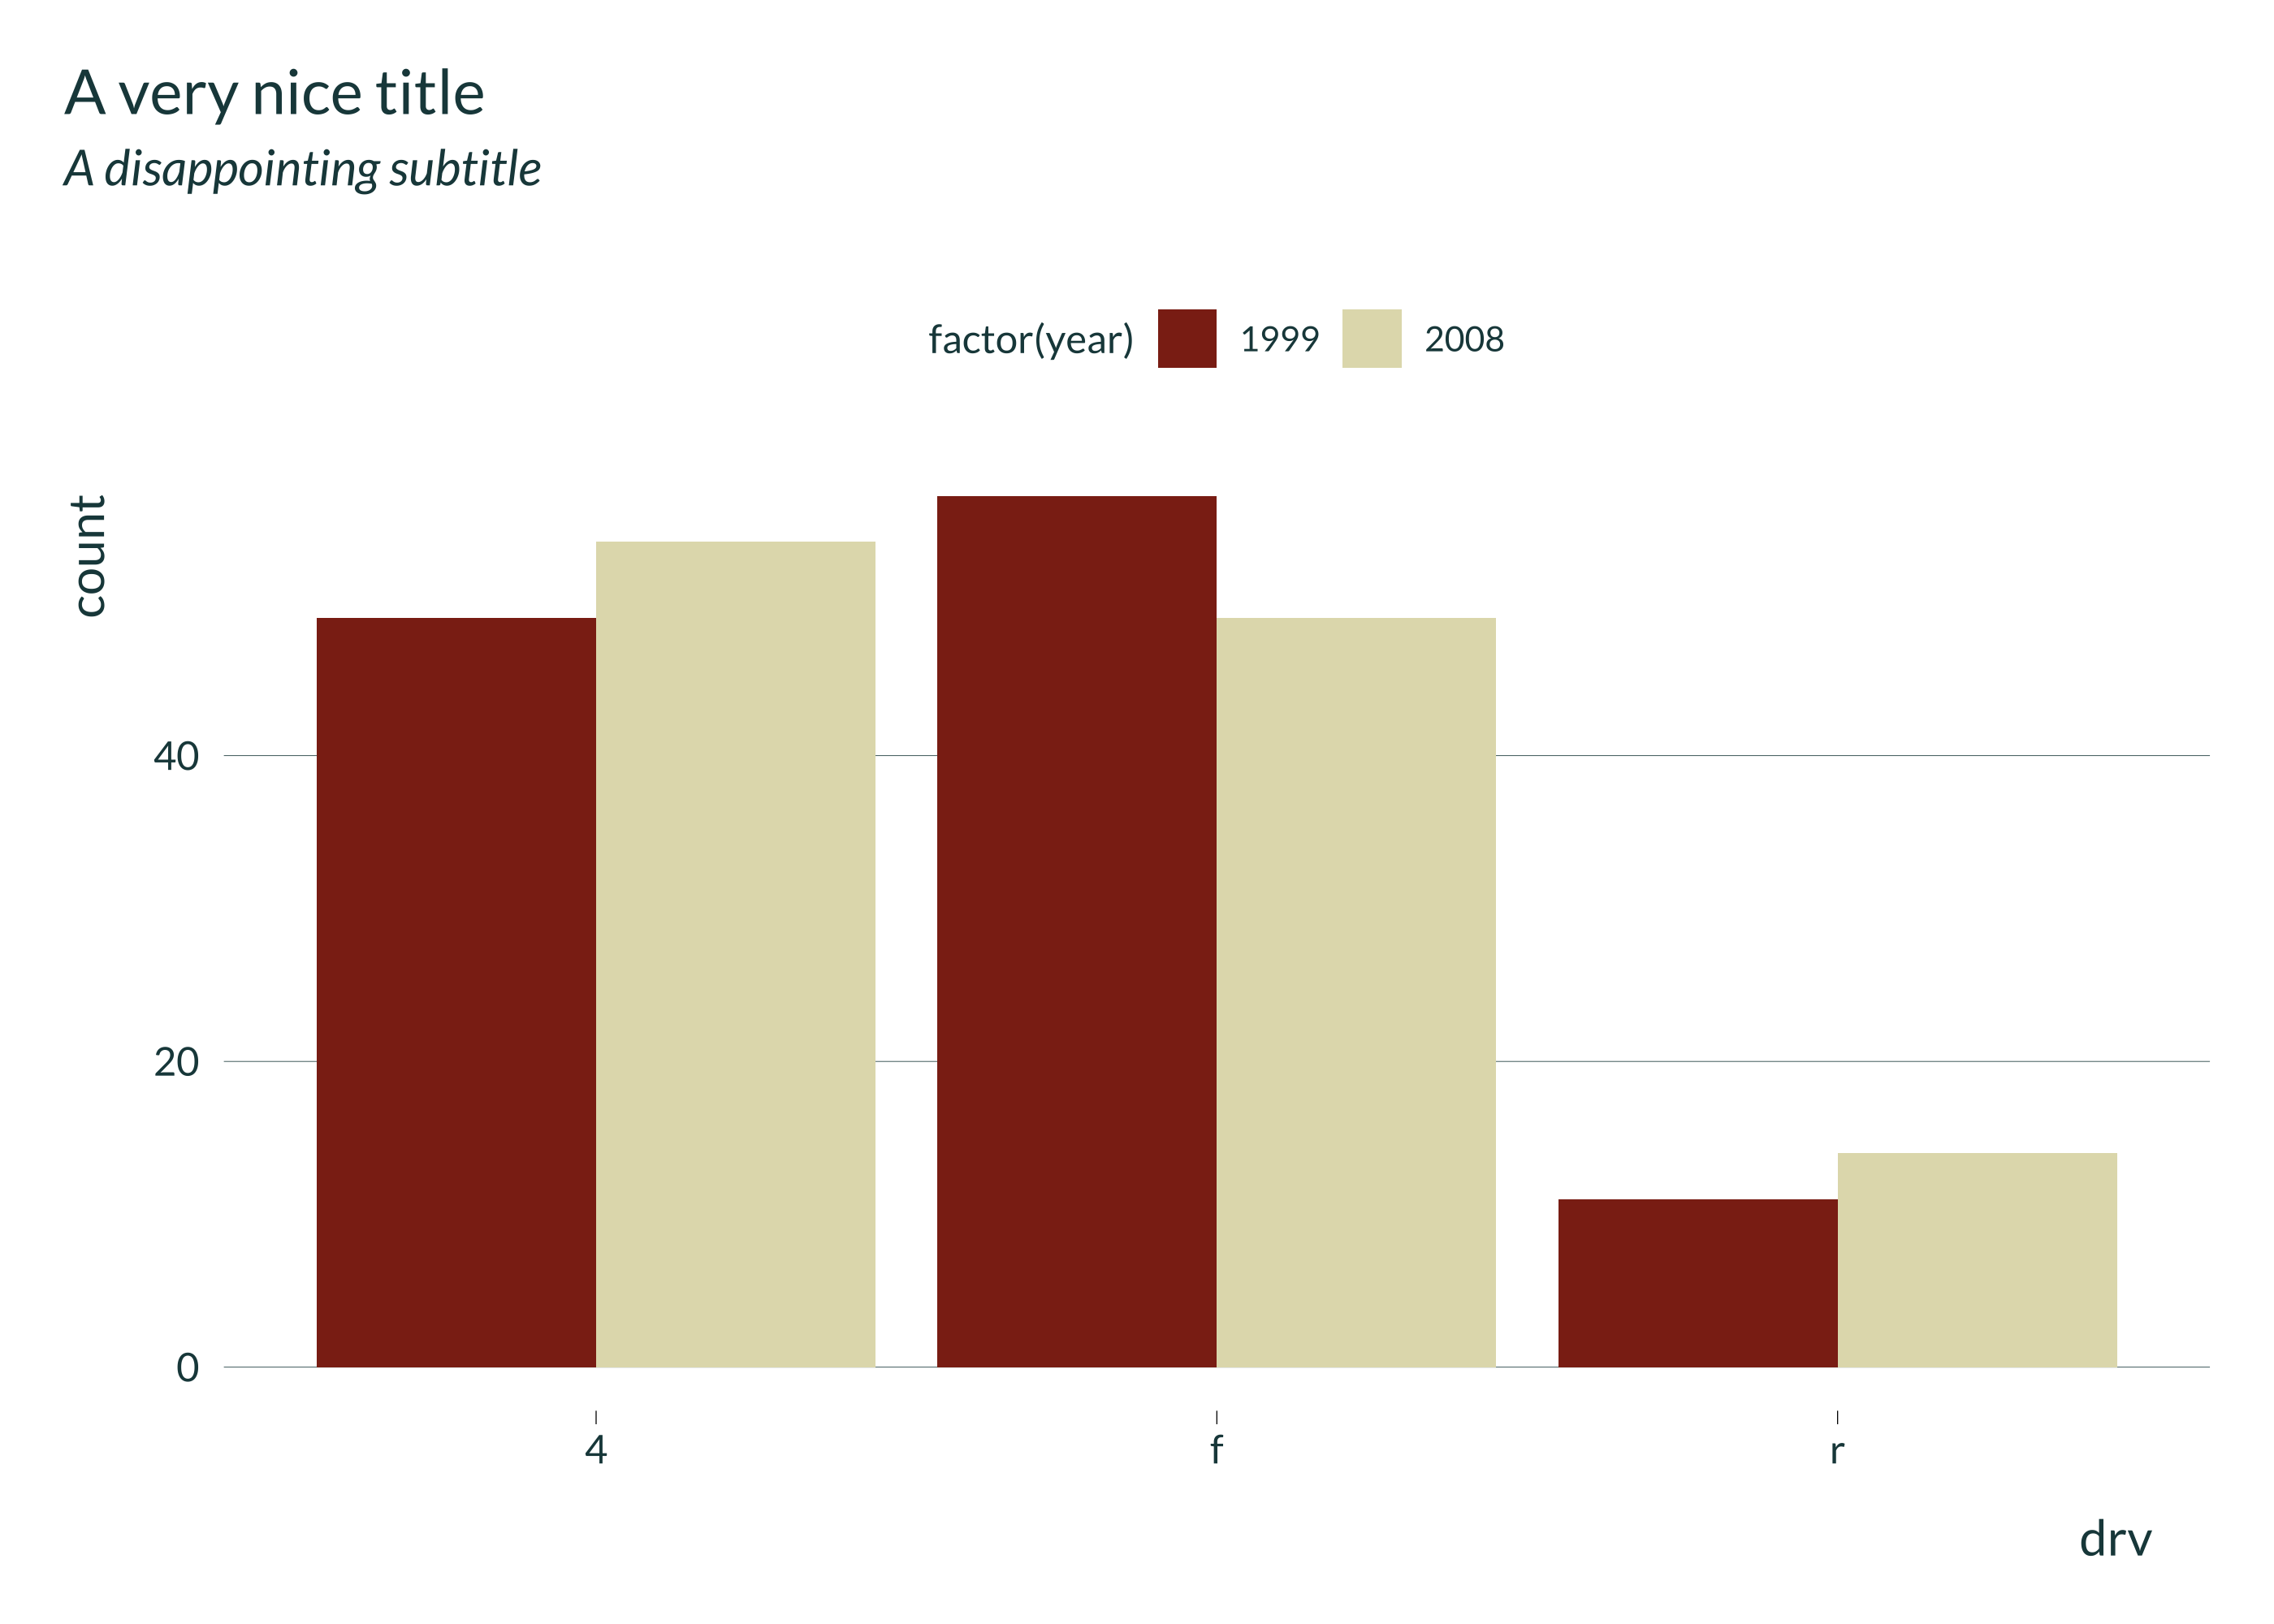 A very nice title
A disappointing subtitle
factor(year) 1999 2008
count
40
20
0
4 f r
drv